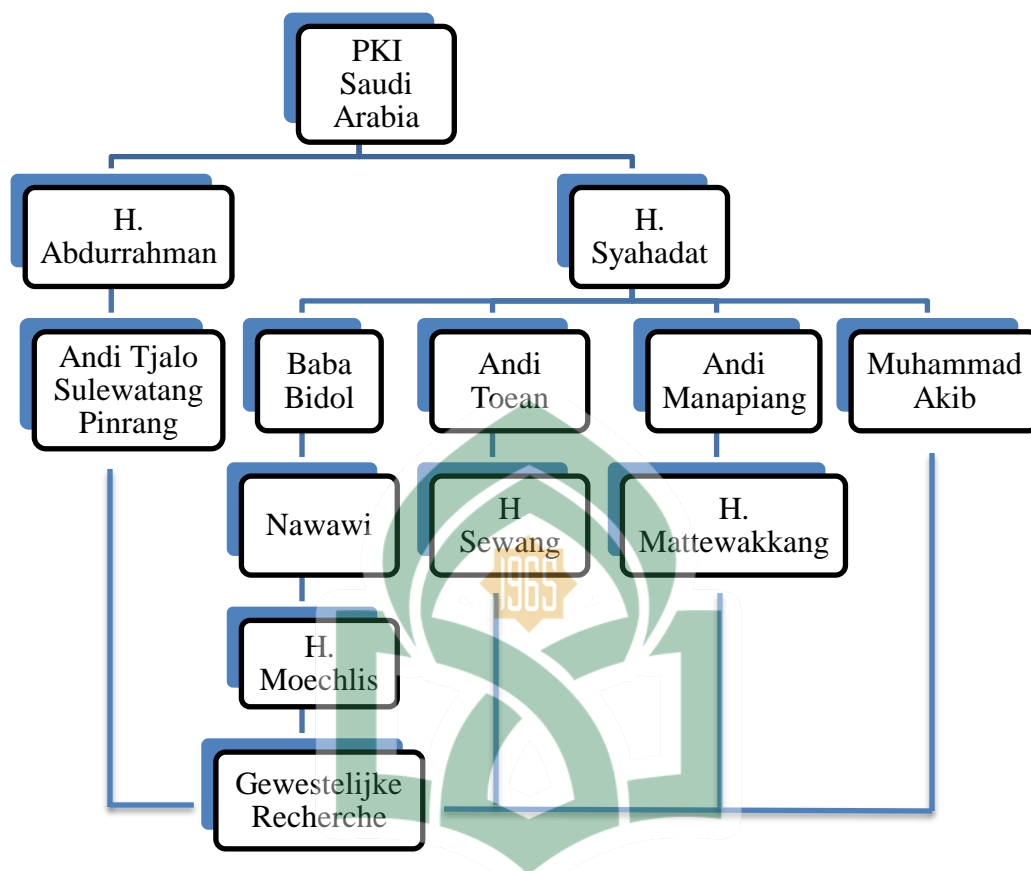 PKI
Saudi
Arabia
H.
Abdurrahman
H.
Syahadat
Andi Tjalo
Sulewatang
Pinrang
Baba
Bidol
Andi
Toean
Andi
Manapiang
Muhammad
Akib
Nawawi
H
Sewang
H.
Mattewakkang
1965
H.
Moechlis
Gewestelijke
Recherche